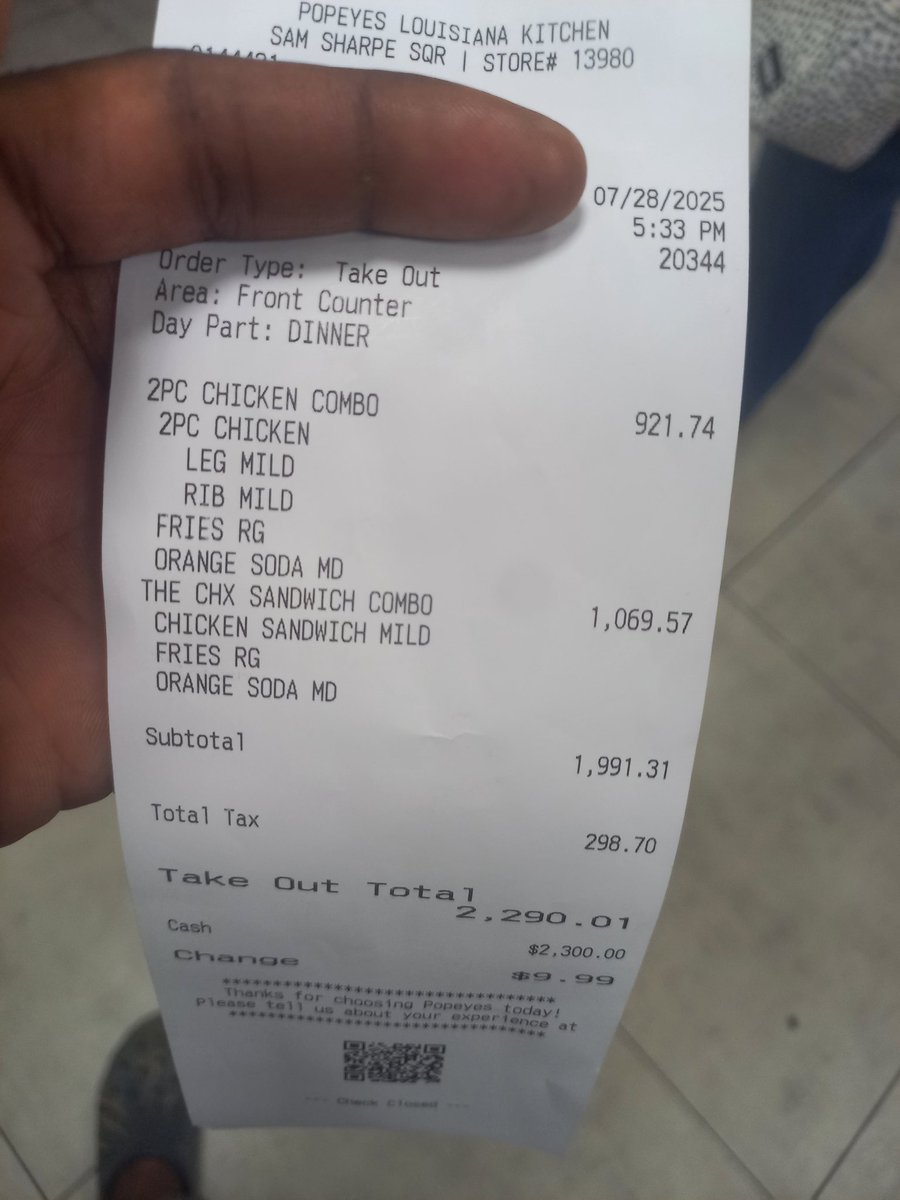 POPEYES LOUISIANA KITCHEN
SAM SHARPE SQR | STORE# 13980
07/28/2025
5:33 PM
20344
Order Type: Take Out
Area: Front Counter
Day Part: DINNER
2PC CHICKEN COMBO 921.74
2PC CHICKEN
LEG MILD
RIB MILD
FRIES RG
ORANGE SODA MD
THE CHX SANDWICH COMBO 1,069.57
CHICKEN SANDWICH MILD
FRIES RG
ORANGE SODA MD
Subtotal 1,991.31
Total Tax 298.70
Take Out Total
2,290.01
Cash $2,300.00
Change $9.99
**********************************
Thanks for choosing Popeyes today!
Please tell us about your experience at
**********************************
--- Check Closed ---